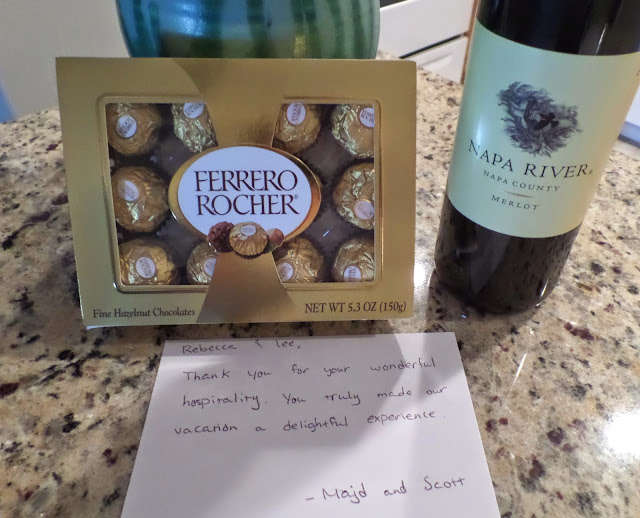 FERRERO
ROCHER
Fine Hazelnut Chocolates
NET WT 5.3 OZ (150g)
NAPA RIVER
NAPA COUNTY
MERLOT
Rebecca & Lee,
Thank you for your wonderful
hospitality. You truly made our
vacation a delightful experience.
- Majd and Scott